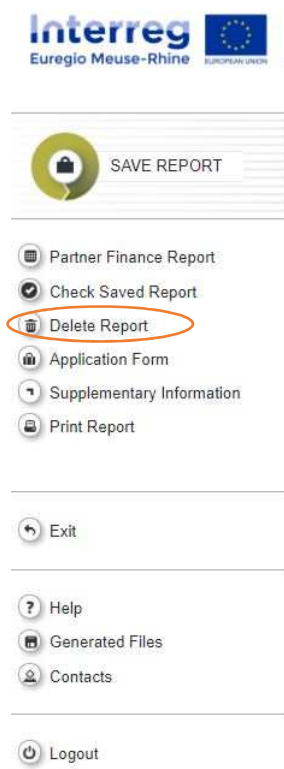 Interreg
Euregio Meuse-Rhine
EUROPEAN UNION
SAVE REPORT
Partner Finance Report
Check Saved Report
Delete Report
Application Form
Supplementary Information
Print Report
Exit
Help
Generated Files
Contacts
Logout